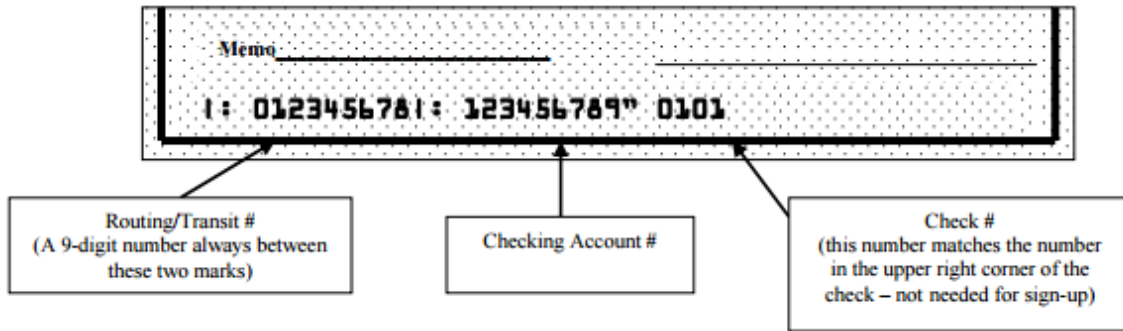 Memo
|: 012345678|: 123456789” 0101
Routing/Transit #
(A 9-digit number always between
these two marks)
Checking Account #
Check #
(this number matches the number
in the upper right corner of the
check – not needed for sign-up)